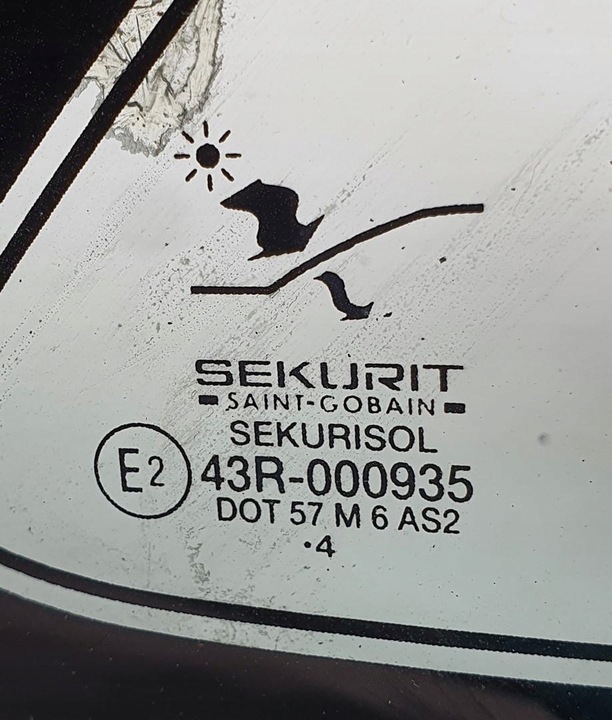 SEKURIT
SAINT-GOBAIN
SEKURISOL
E2 43R-000935
DOT 57 M 6 AS2
·4